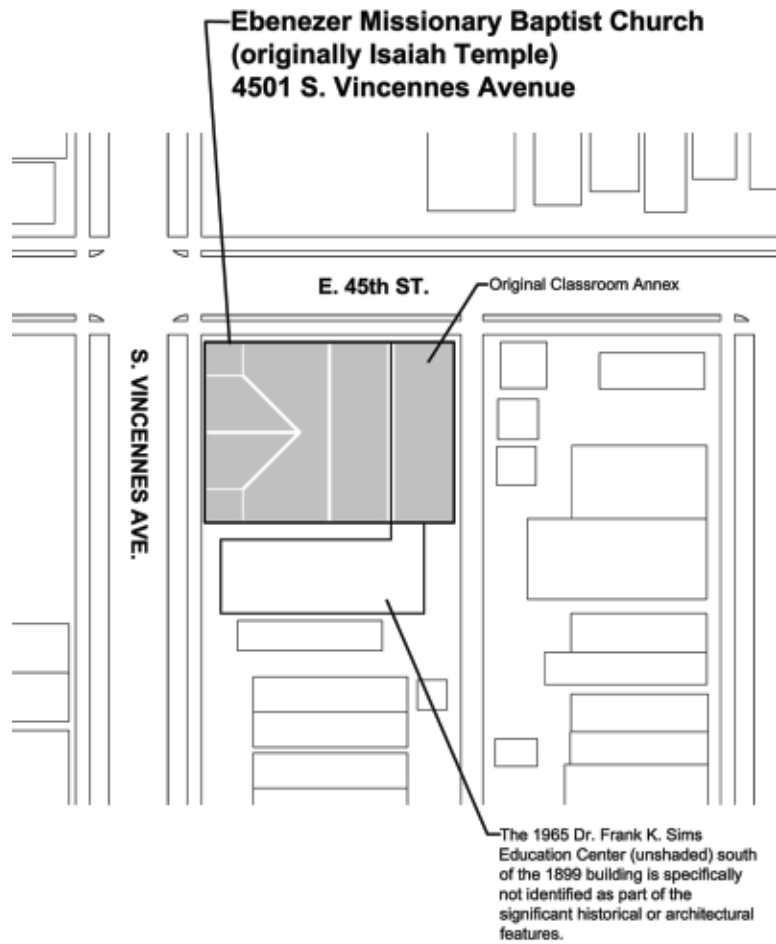 Ebenezer Missionary Baptist Church
(originally Isaiah Temple)
4501 S. Vincennes Avenue
E. 45th ST.
Original Classroom Annex
S. VINCENNES AVE.
The 1965 Dr. Frank K. Sims
Education Center (unshaded) south
of the 1899 building is specifically
not identified as part of the
significant historical or architectural
features.